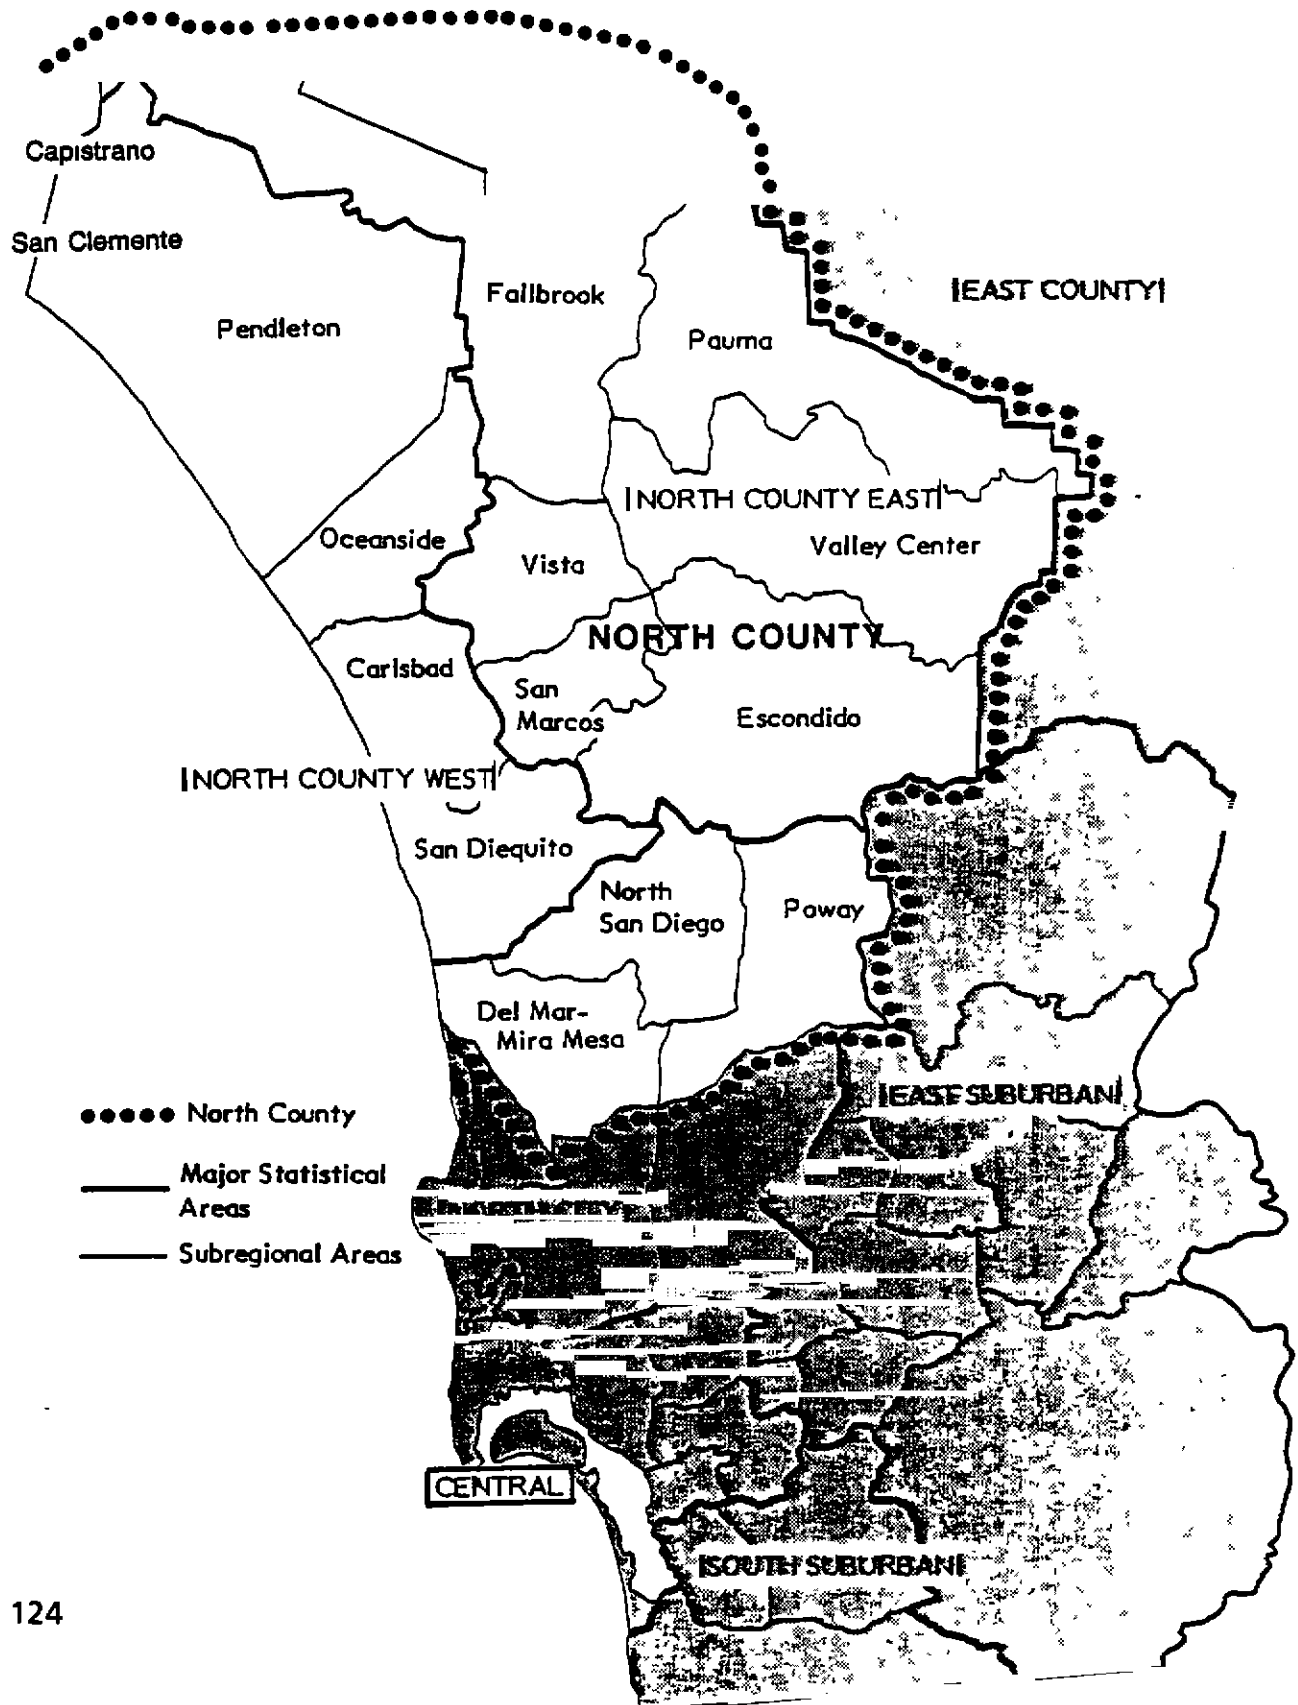 Capistrano
San Clemente
Pendleton
Fallbrook
Pauma
EAST COUNTY
NORTH COUNTY EAST
Oceanside
Vista
Valley Center
NORTH COUNTY
Carlsbad
San
Marcos
Escondido
NORTH COUNTY WEST
San Diequito
North
San Diego
Poway
Del Mar-
Mira Mesa
EAST SUBURBAN
North County
Major Statistical
Areas
Subregional Areas
CENTRAL
SOUTH SUBURBAN
124